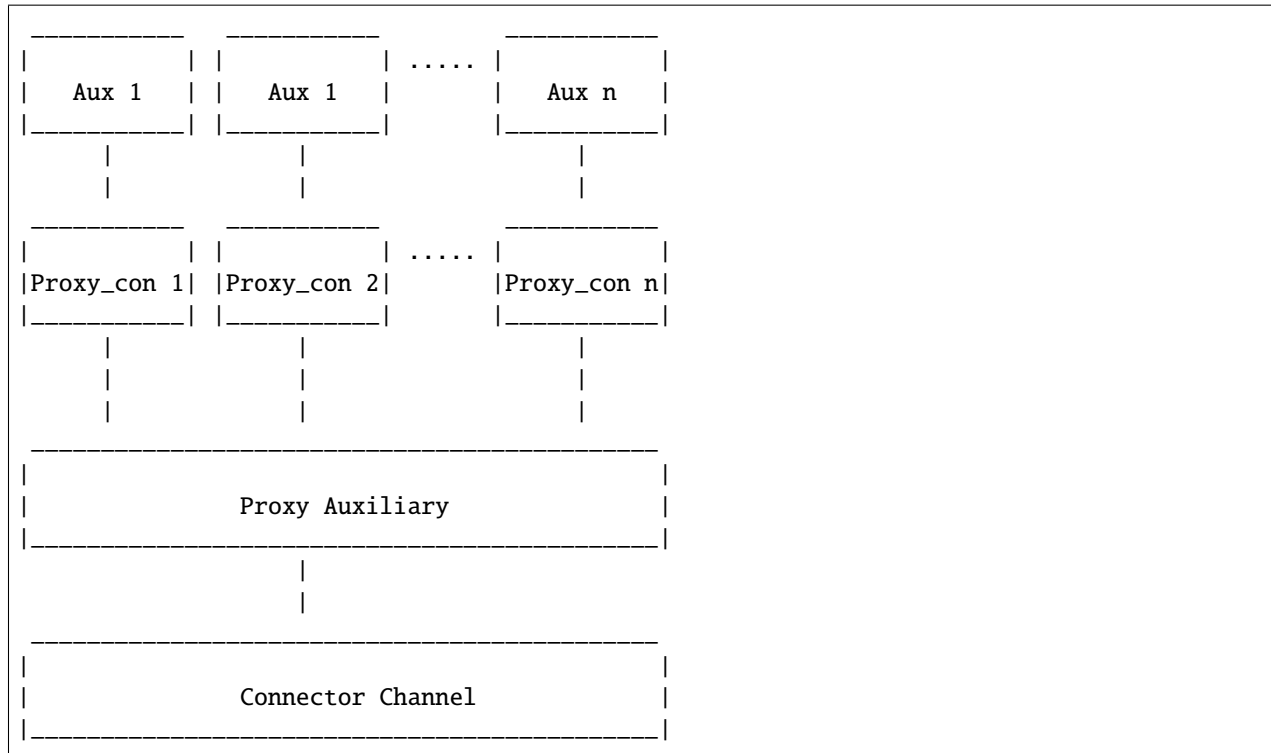 ..... 
Aux 1 Aux 1 Aux n
.....
Proxy_con 1 Proxy_con 2 Proxy_con n
Proxy Auxiliary
Connector Channel